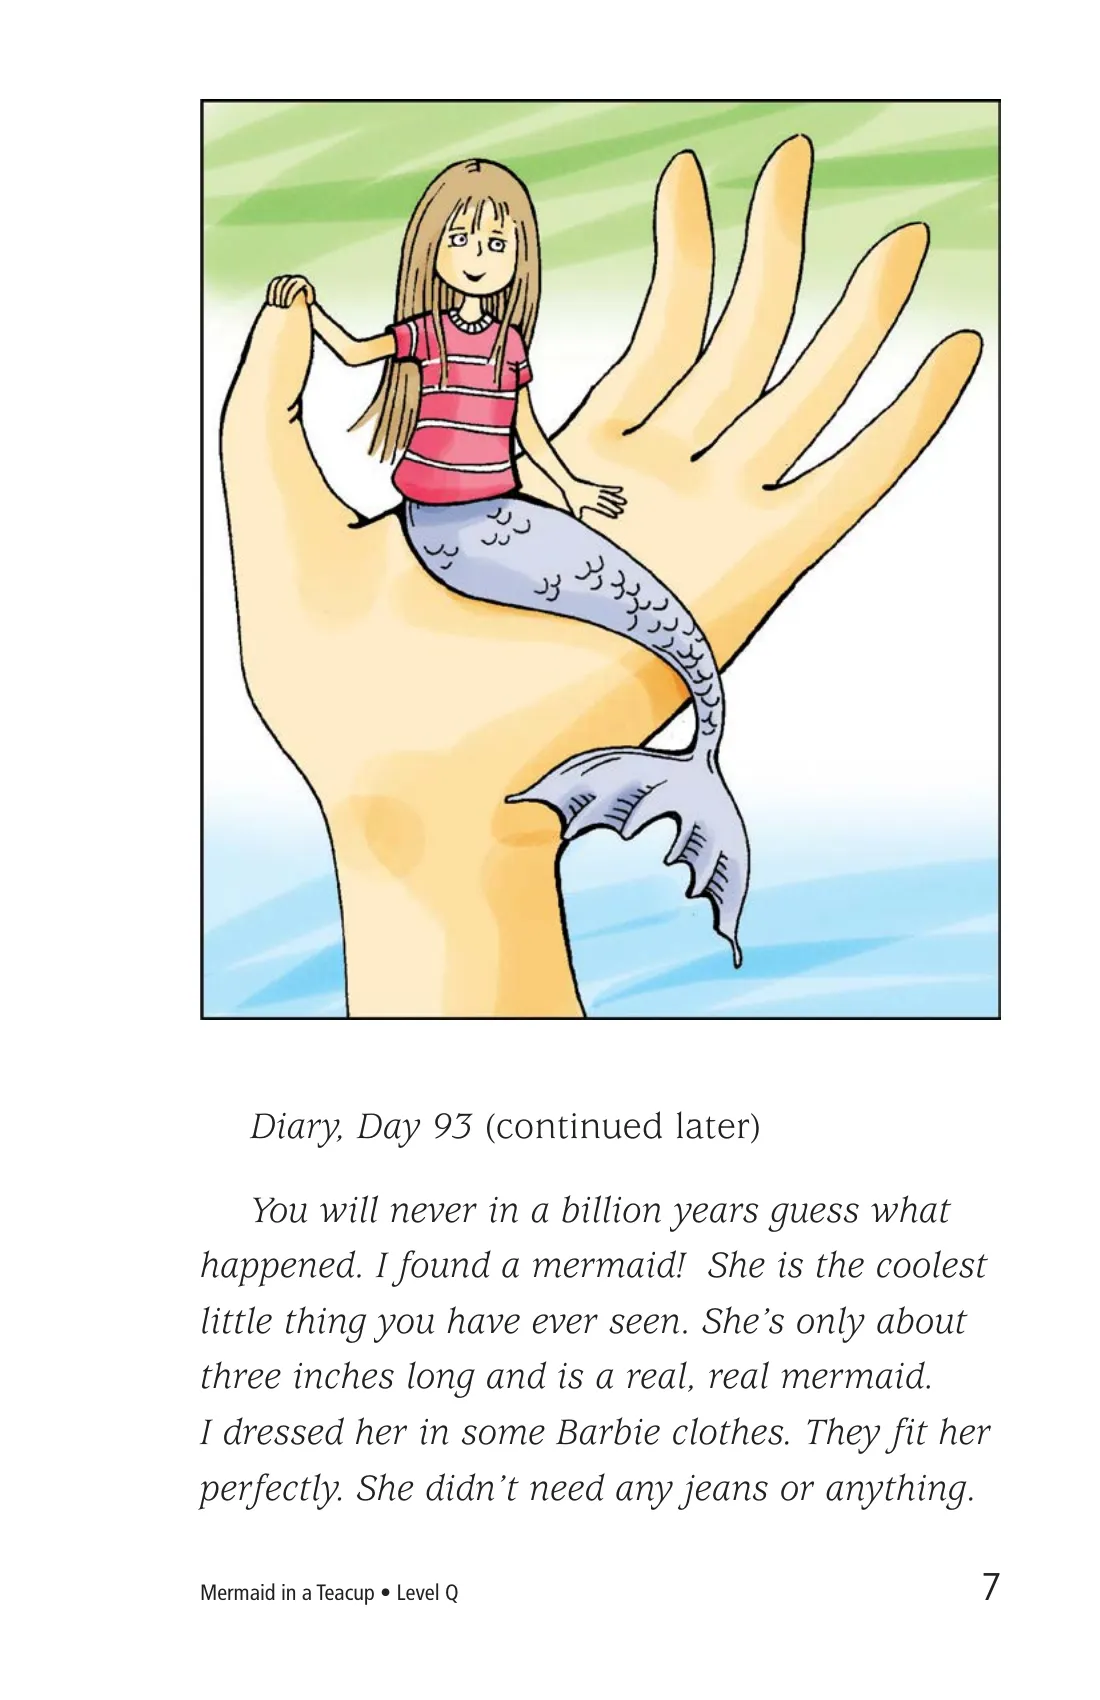 Diary, Day 93 (continued later)
You will never in a billion years guess what
happened. I found a mermaid!  She is the coolest
little thing you have ever seen. She’s only about
three inches long and is a real, real mermaid.
I dressed her in some Barbie clothes. They fit her
perfectly. She didn’t need any jeans or anything.
Mermaid in a Teacup • Level Q
7